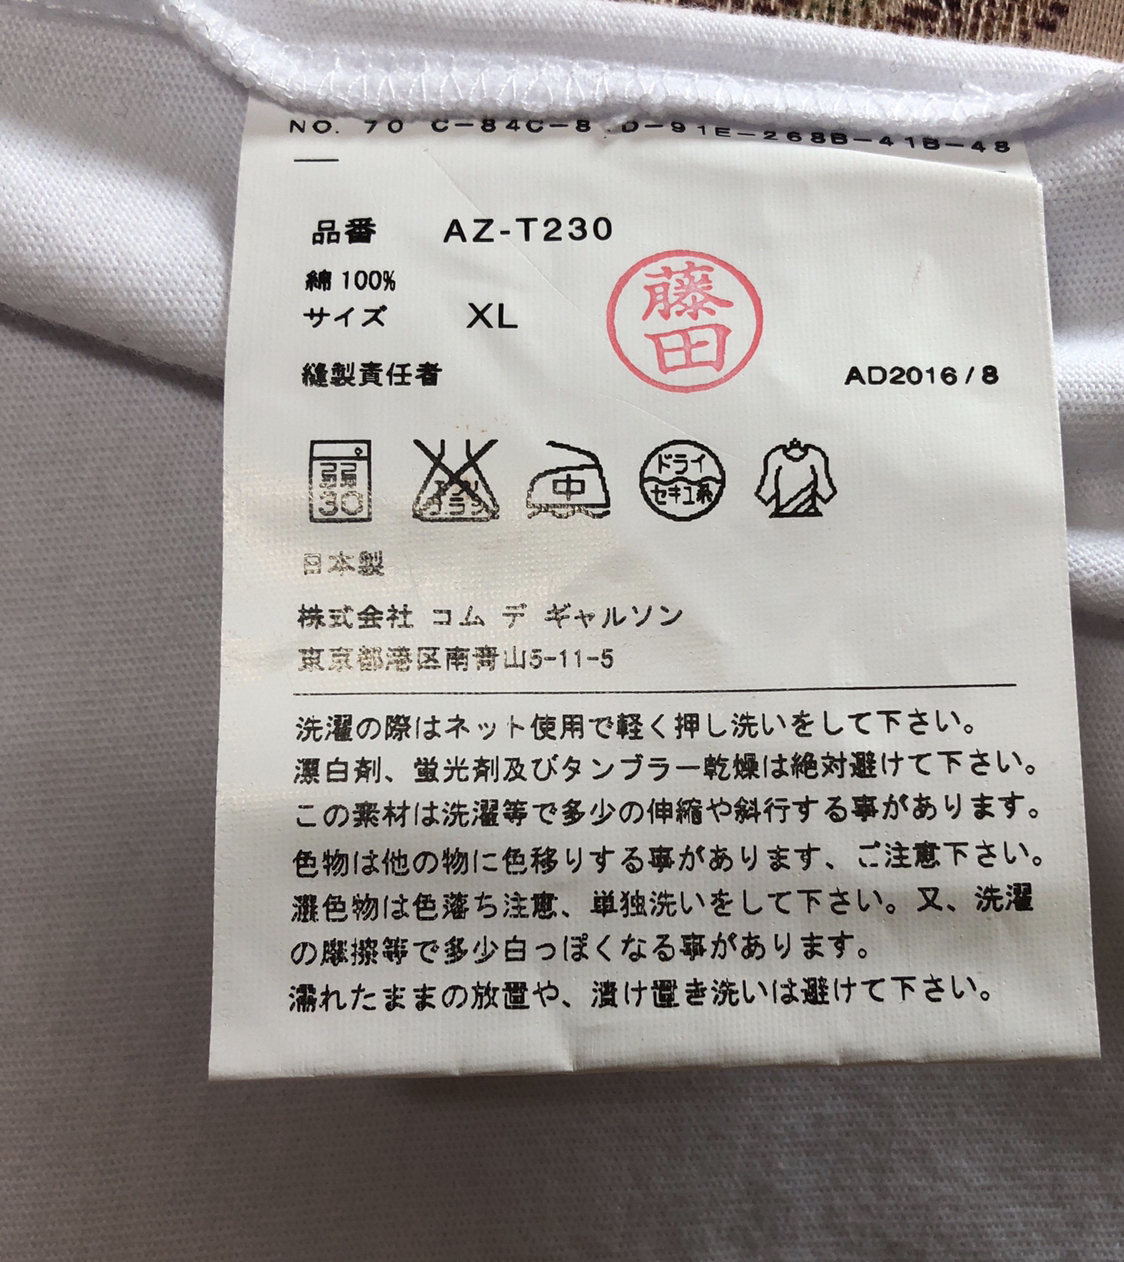 NO. 70 C-84C-8.D-91E-268B-41B-48
品番 AZ-T230
綿 100%
サイズ XL
藤田
縫製責任者 AD2016/8
弱 30
エンソ サラシ
中
ドライ セキユ系
日本製
株式会社 コム デ ギャルソン
東京都港区南青山5-11-5
洗濯の際はネット使用で軽く押し洗いをして下さい。
漂白剤、蛍光剤及びタンブラー乾燥は絶対避けて下さい。
この素材は洗濯等で多少の伸縮や斜行する事があります。
色物は他の物に色移りする事があります、ご注意下さい。
濃色物は色落ち注意、単独洗いをして下さい。又、洗濯
の摩擦等で多少白っぽくなる事があります。
濡れたままの放置や、漬け置き洗いは避けて下さい。